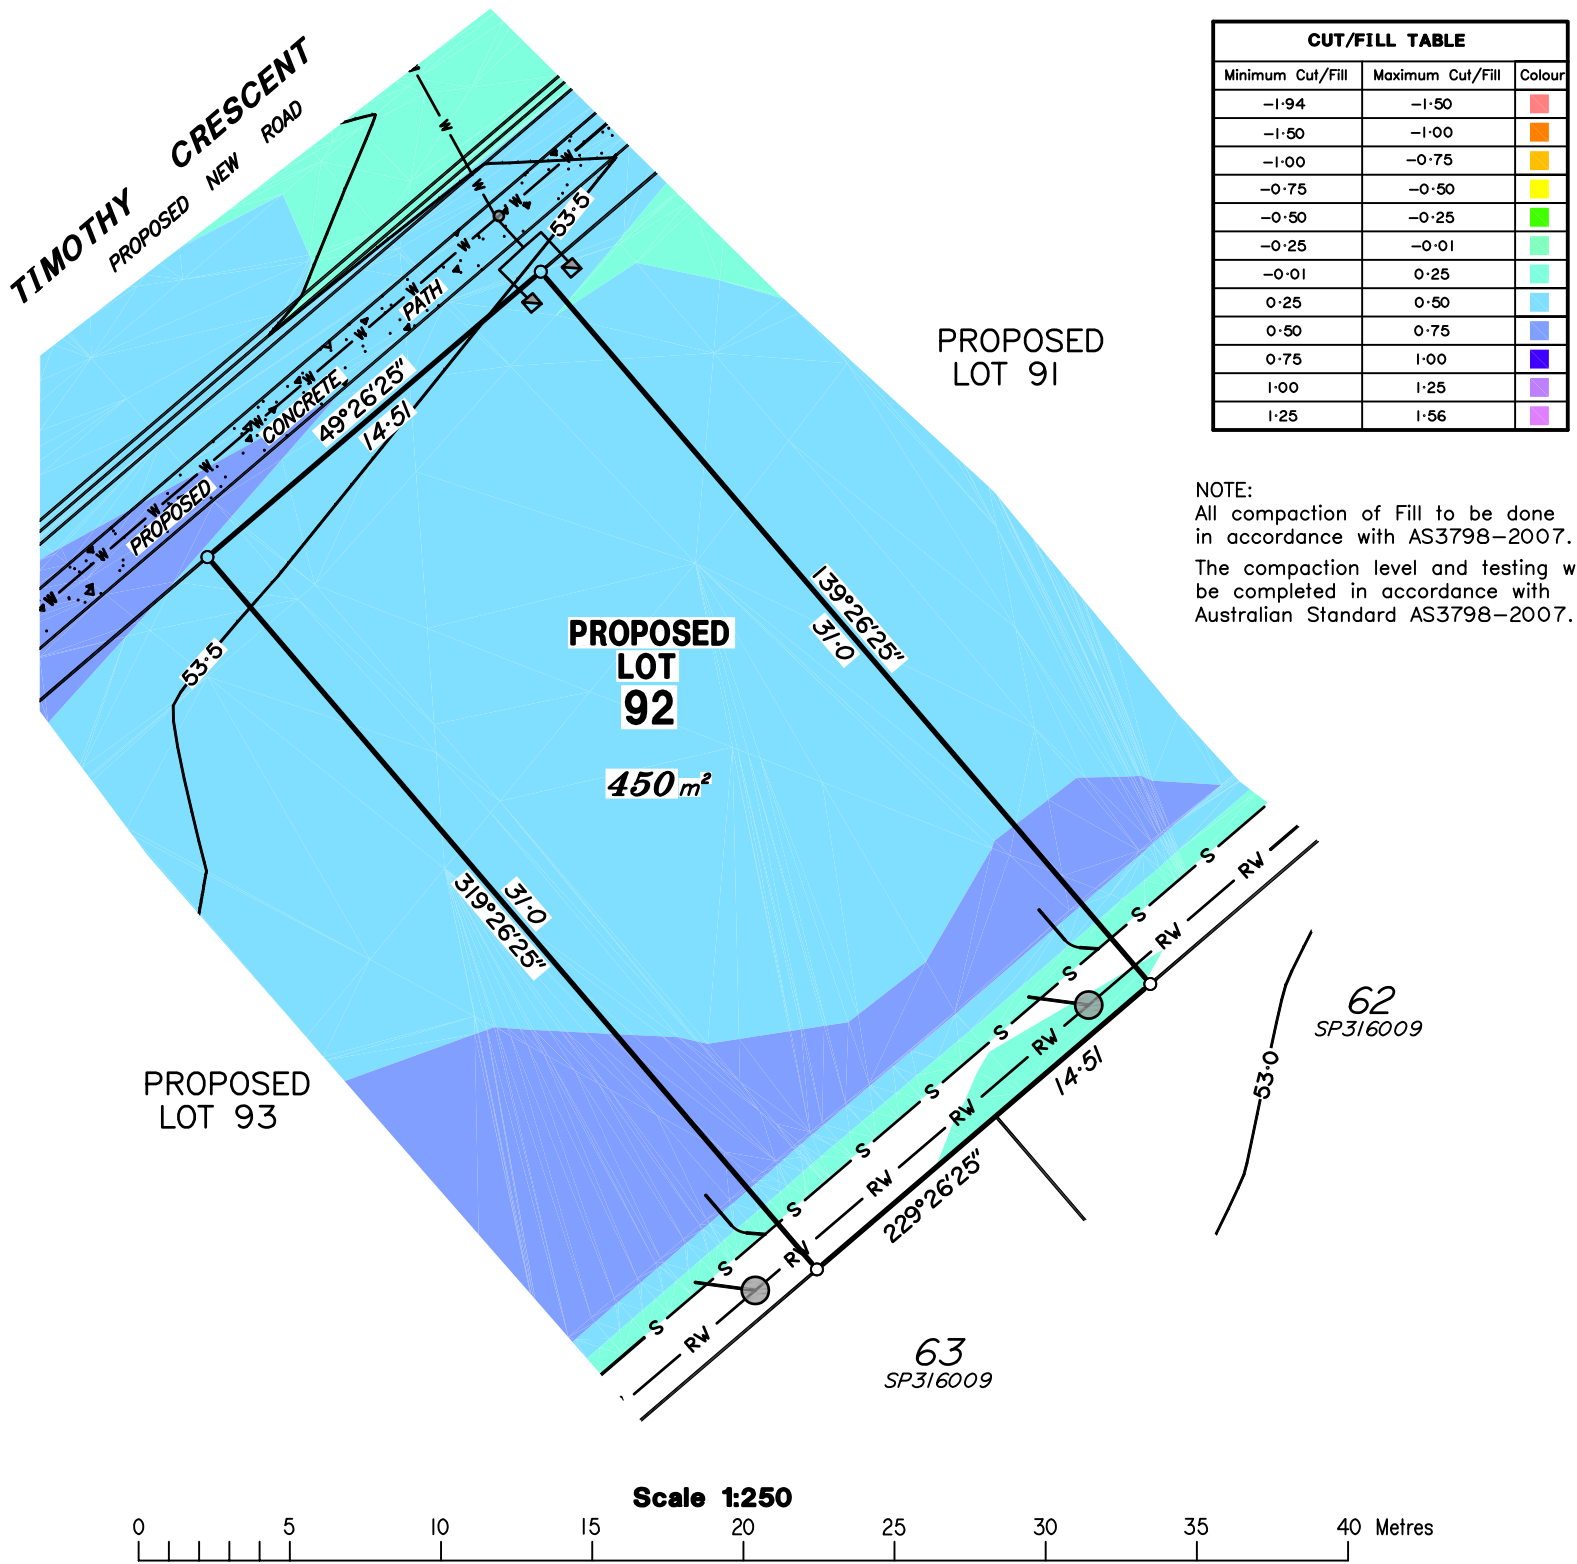 TIMOTHY CRESCENT
PROPOSED NEW ROAD
CUT/FILL TABLE
Minimum Cut/Fill Maximum Cut/Fill Colour
-1·94 -1·50
-1·50 -1·00
-1·00 -0·75
-0·75 -0·50
-0·50 -0·25
-0·25 -0·01
-0·01 0·25
0·25 0·50
0·50 0·75
0·75 1·00
1·00 1·25
1·25 1·56
NOTE:
All compaction of Fill to be done
in accordance with AS3798-2007.
The compaction level and testing w
be completed in accordance with
Australian Standard AS3798-2007.
W
W
W
W
W
W
W
W
W
W
W
W
W
W
53·5
PROPOSED CONCRETE PATH
49°26'25"
14·51
PROPOSED
LOT 91
139°26'25"
31·0
53·5
PROPOSED
LOT
92
450 m²
31·0
319°26'25"
PROPOSED
LOT 93
S
S
S
S
S
S
S
S
S
RW
RW
RW
RW
RW
RW
RW
14·51
229°26'25"
62
SP316009
53·0
63
SP316009
Scale 1:250
0 5 10 15 20 25 30 35 40 Metres